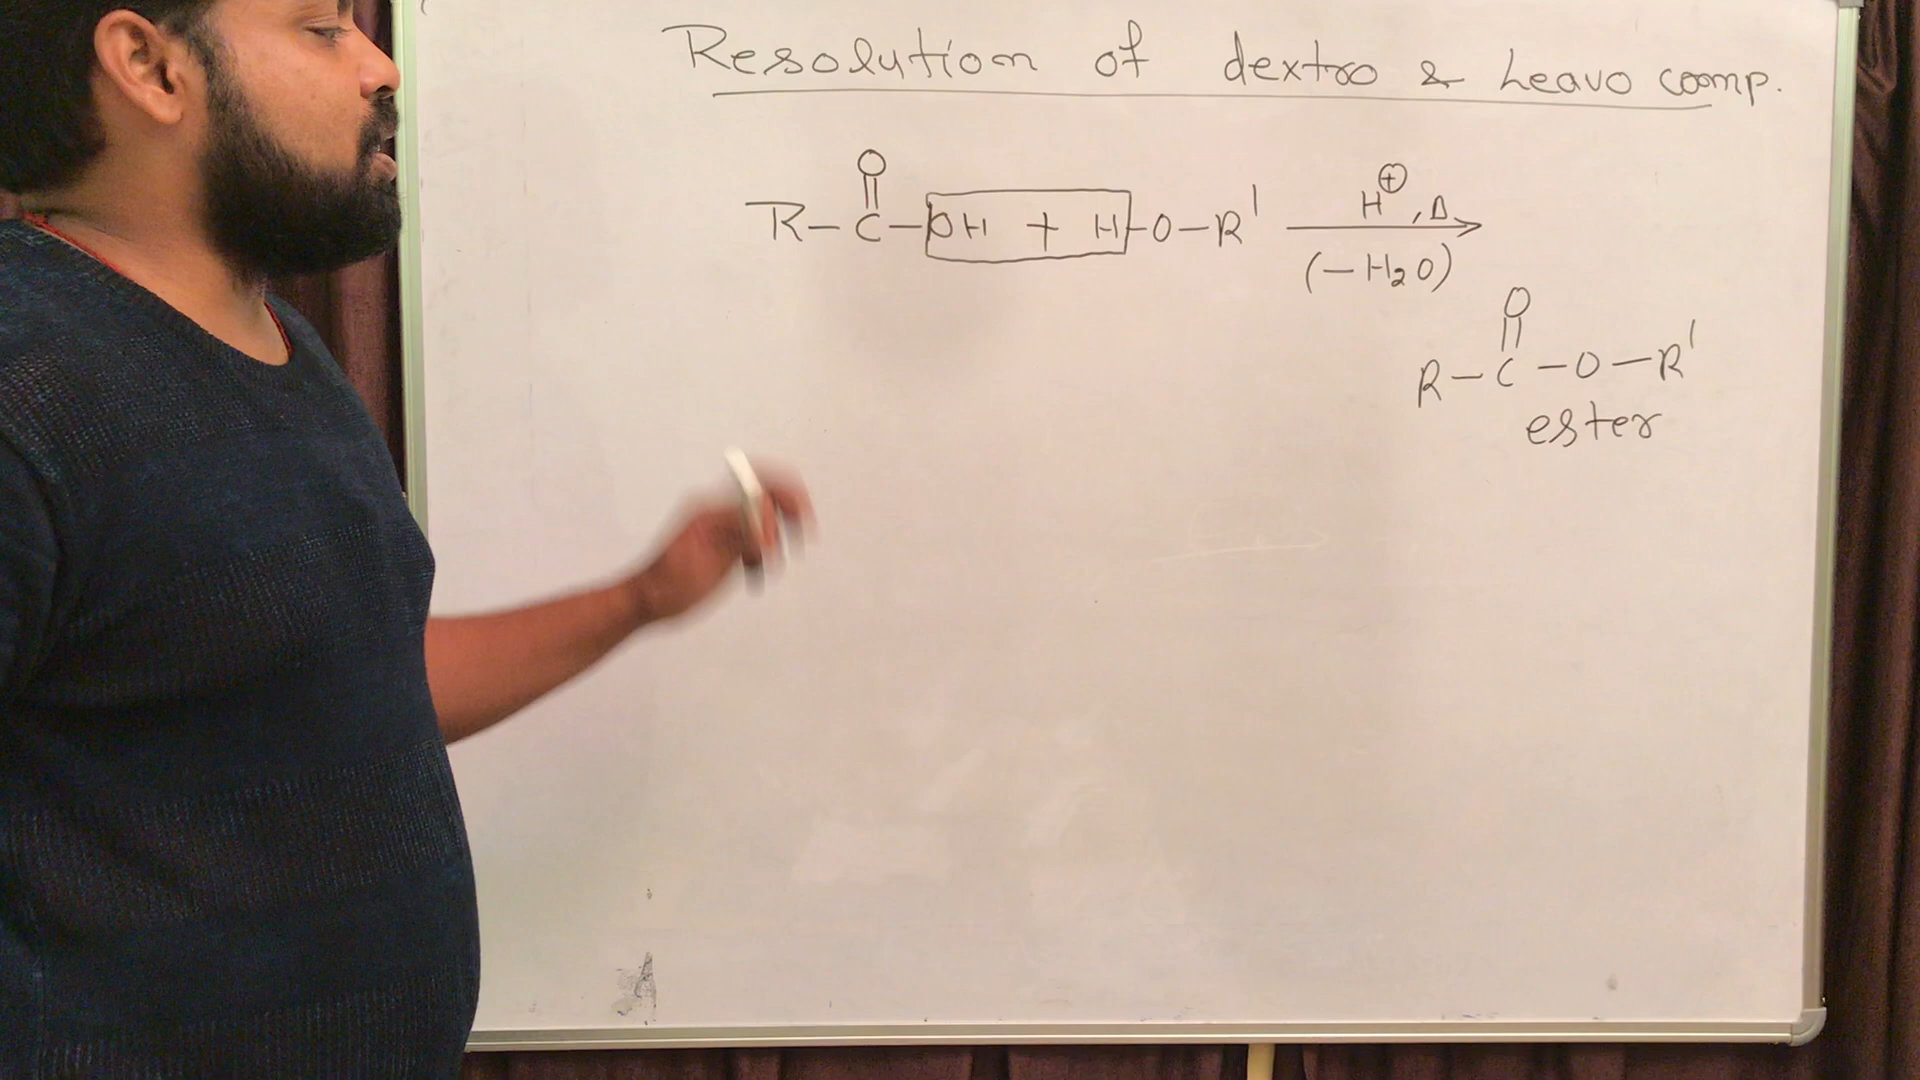 Resolution of dextro & Leavo comp.
O
||
R-C-OH + H-O-R' H⊕, Δ →
(-H₂O)
O
||
R-C-O-R'
ester